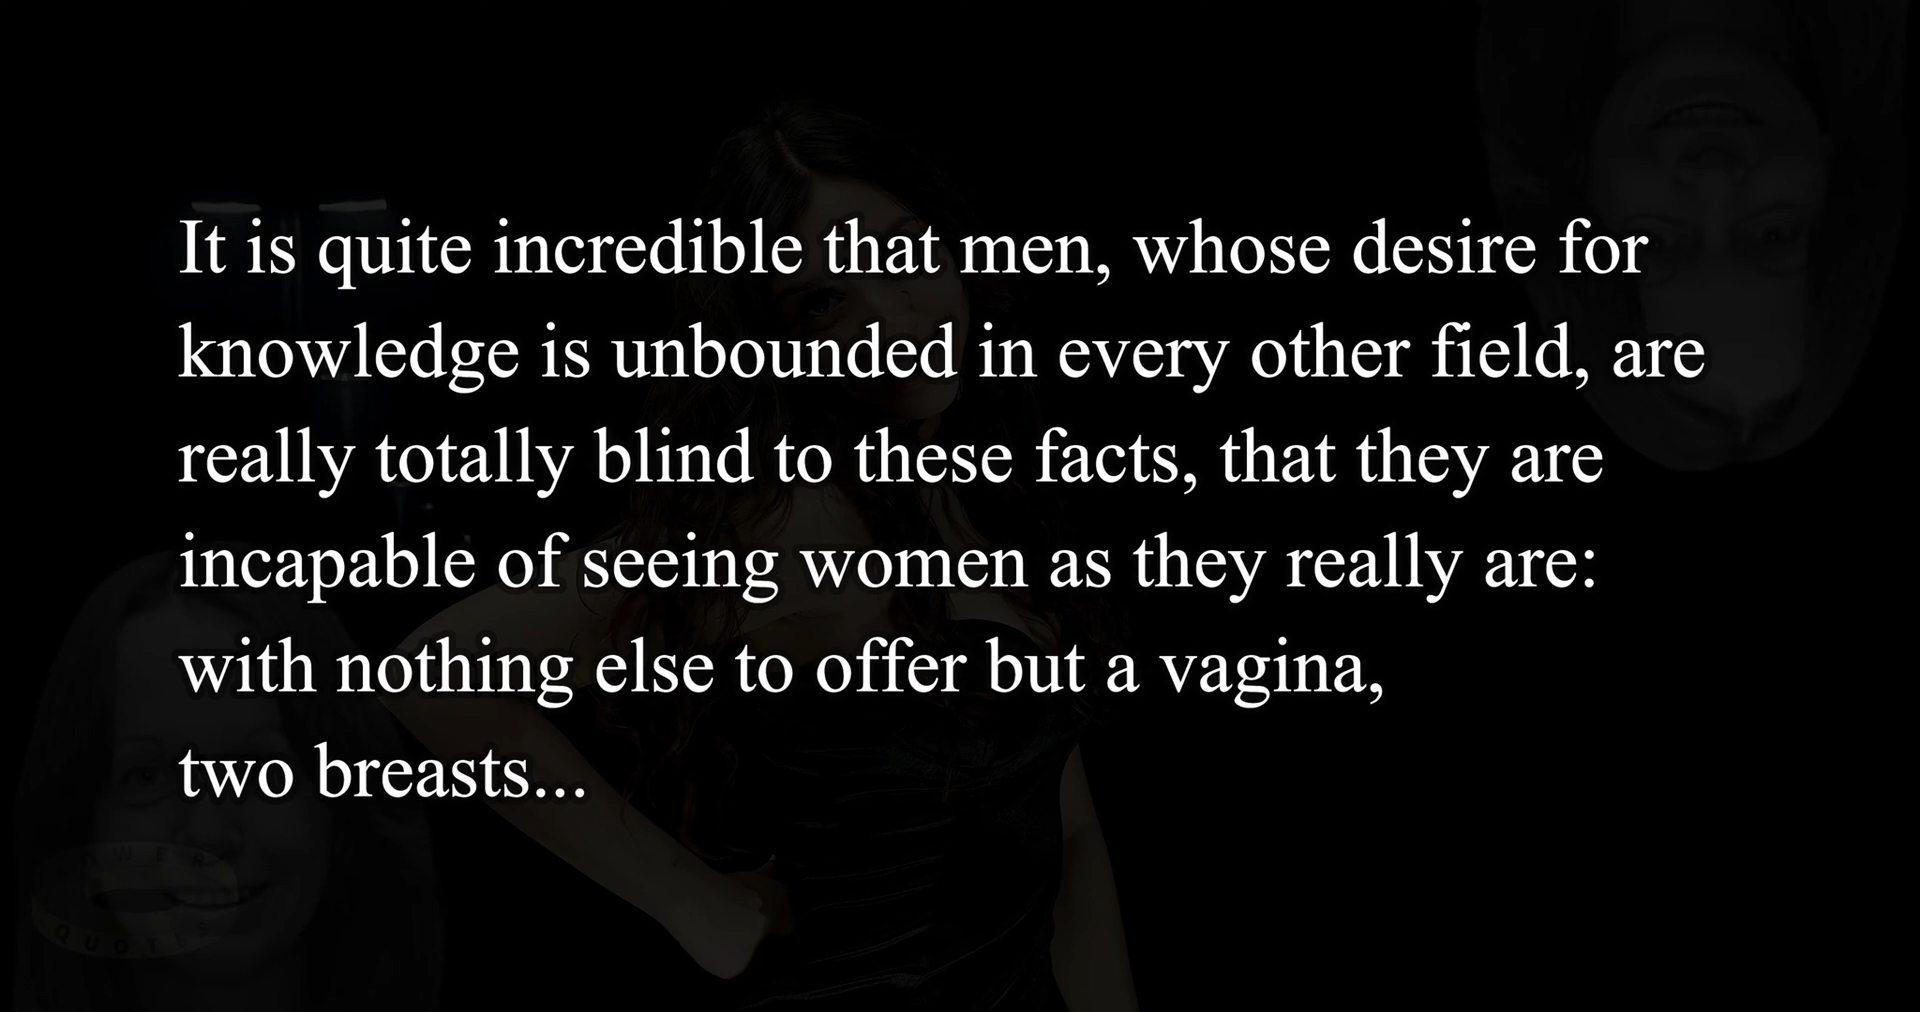 It is quite incredible that men, whose desire for
knowledge is unbounded in every other field, are
really totally blind to these facts, that they are
incapable of seeing women as they really are:
with nothing else to offer but a vagina,
two breasts...
POWER
QUOTES